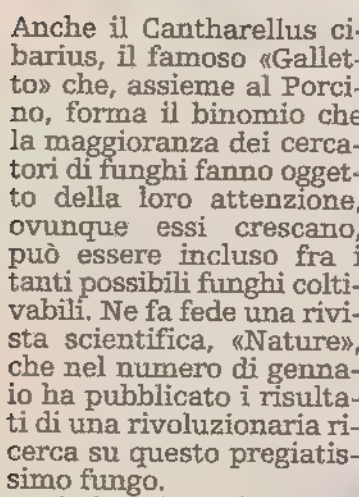 Anche il Cantharellus ci-
barius, il famoso «Gallet-
to» che, assieme al Porci-
no, forma il binomio che
la maggioranza dei cerca-
tori di funghi fanno ogget-
to della loro attenzione,
ovunque essi crescano,
può essere incluso fra i
tanti possibili funghi colti-
vabili. Ne fa fede una rivi-
sta scientifica, «Nature»,
che nel numero di genna-
io ha pubblicato i risulta-
ti di una rivoluzionaria ri-
cerca su questo pregiatis-
simo fungo.